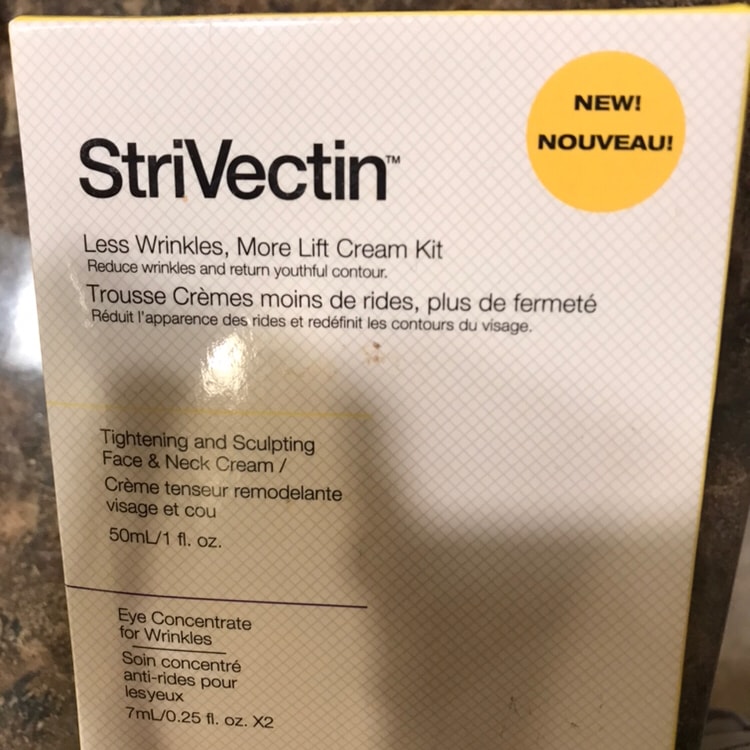 NEW!
NOUVEAU!
StriVectin™
Less Wrinkles, More Lift Cream Kit
Reduce wrinkles and return youthful contour.
Trousse Crèmes moins de rides, plus de fermeté
Réduit l'apparence des rides et redéfinit les contours du visage.
Tightening and Sculpting
Face & Neck Cream /
Crème tenseur remodelante
visage et cou
50mL/1 fl. oz.
Eye Concentrate
for Wrinkles
Soin concentré
anti-rides pour
lesyeux
7mL/0.25 fl. oz. X2